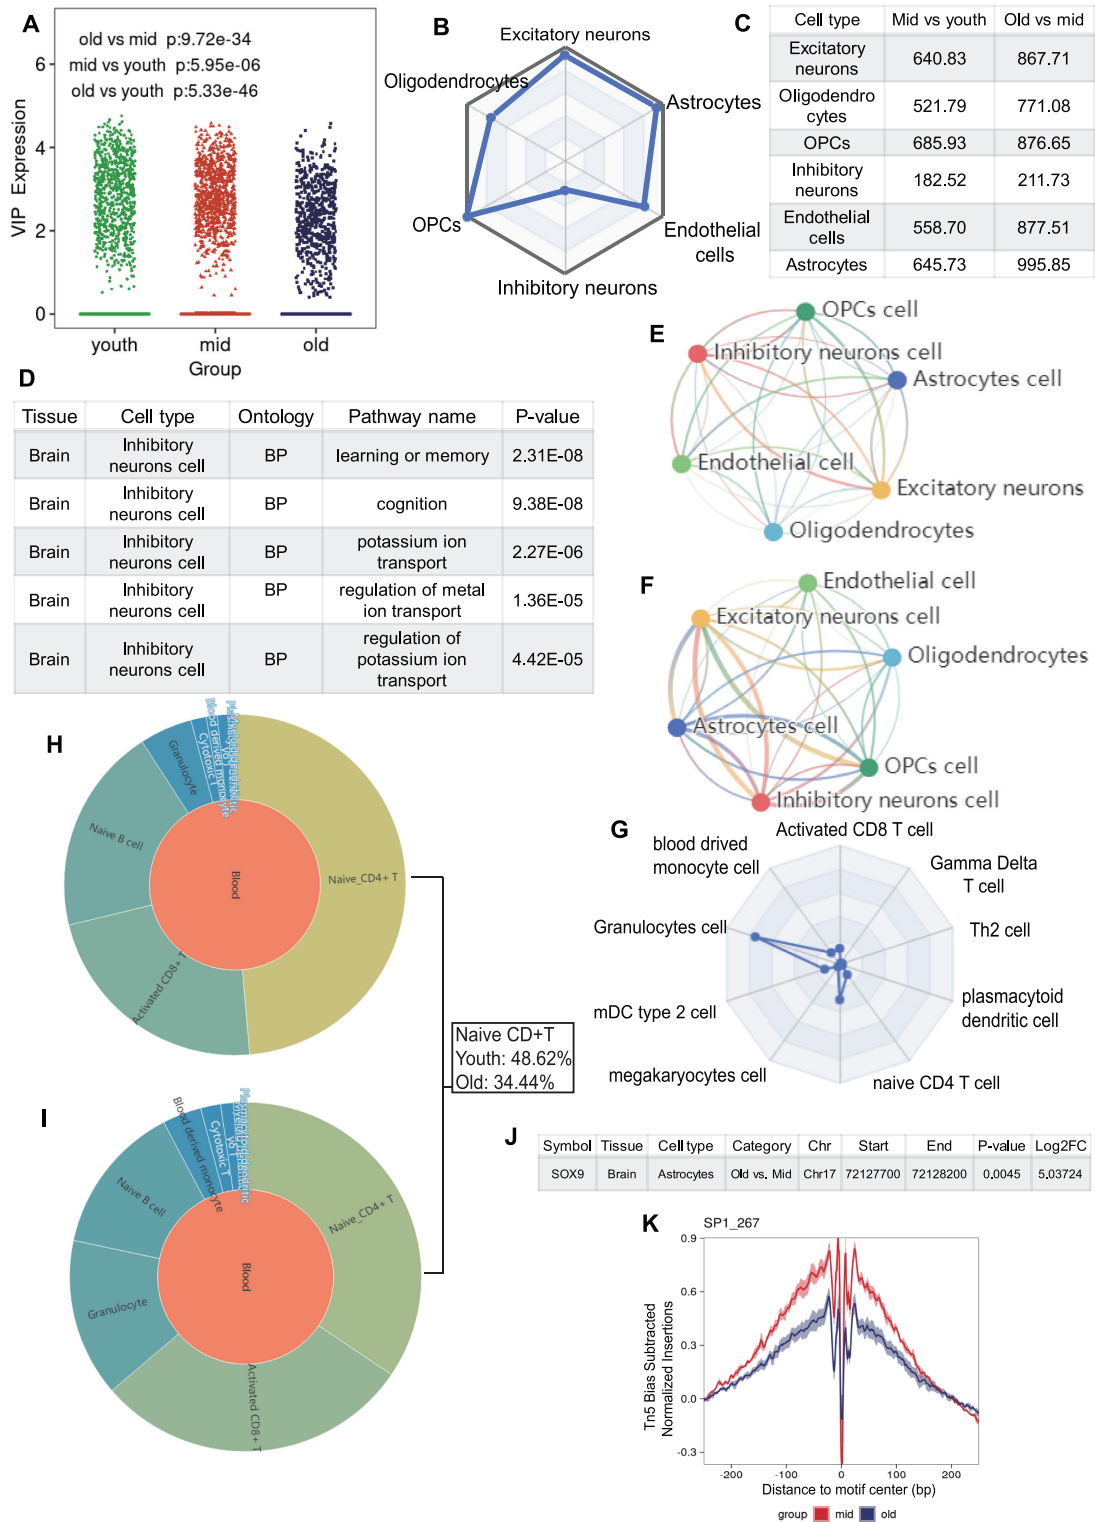 A
old vs mid p:9.72e-34
mid vs youth p:5.95e-06
old vs youth p:5.33e-46
VIP Expression
6
4
2
0
youth
mid
old
Group
B
Excitatory neurons
Oligodendrocytes
Astrocytes
OPCs
Endothelial
cells
Inhibitory neurons
C
Cell type Mid vs youth Old vs mid
Excitatory
neurons 640.83 867.71
Oligodendro
cytes 521.79 771.08
OPCs 685.93 876.65
Inhibitory
neurons 182.52 211.73
Endothelial
cells 558.70 877.51
Astrocytes 645.73 995.85
D
Tissue Cell type Ontology Pathway name P-value
Brain Inhibitory
neurons cell BP learning or memory 2.31E-08
Brain Inhibitory
neurons cell BP cognition 9.38E-08
Brain Inhibitory
neurons cell BP potassium ion
transport 2.27E-06
Brain Inhibitory
neurons cell BP regulation of metal
ion transport 1.36E-05
Brain Inhibitory
neurons cell BP regulation of
potassium ion
transport 4.42E-05
E
OPCs cell
Inhibitory neurons cell
Astrocytes cell
Endothelial cell
Excitatory neurons
Oligodendrocytes
F
Endothelial cell
Excitatory neurons cell
Oligodendrocytes
Astrocytes cell
OPCs cell
Inhibitory neurons cell
G
Activated CD8 T cell
blood drived
monocyte cell
Gamma Delta
T cell
Granulocytes cell
Th2 cell
mDC type 2 cell
plasmacytoid
dendritic cell
megakaryocytes cell
naive CD4 T cell
H
Blood
Naive_CD4+ T
Activated CD8+ T
Naive B cell
Granulocyte
Cytotoxic T
Blood derived monocyte
Naive CD+T
Youth: 48.62%
Old: 34.44%
I
Blood
Naive_CD4+ T
Activated CD8+ T
Granulocyte
Naive B cell
Blood derived monocyte
Cytotoxic T
J
Symbol Tissue Cell type Category Chr Start End P-value Log2FC
SOX9 Brain Astrocytes Old vs. Mid Chr17 72127700 72128200 0.0045 5.03724
K
SP1_267
Tn5 Bias Subtracted
Normalized Insertions
0.9
0.6
0.3
0.0
-0.3
-200
-100
0
100
200
Distance to motif center (bp)
group mid old